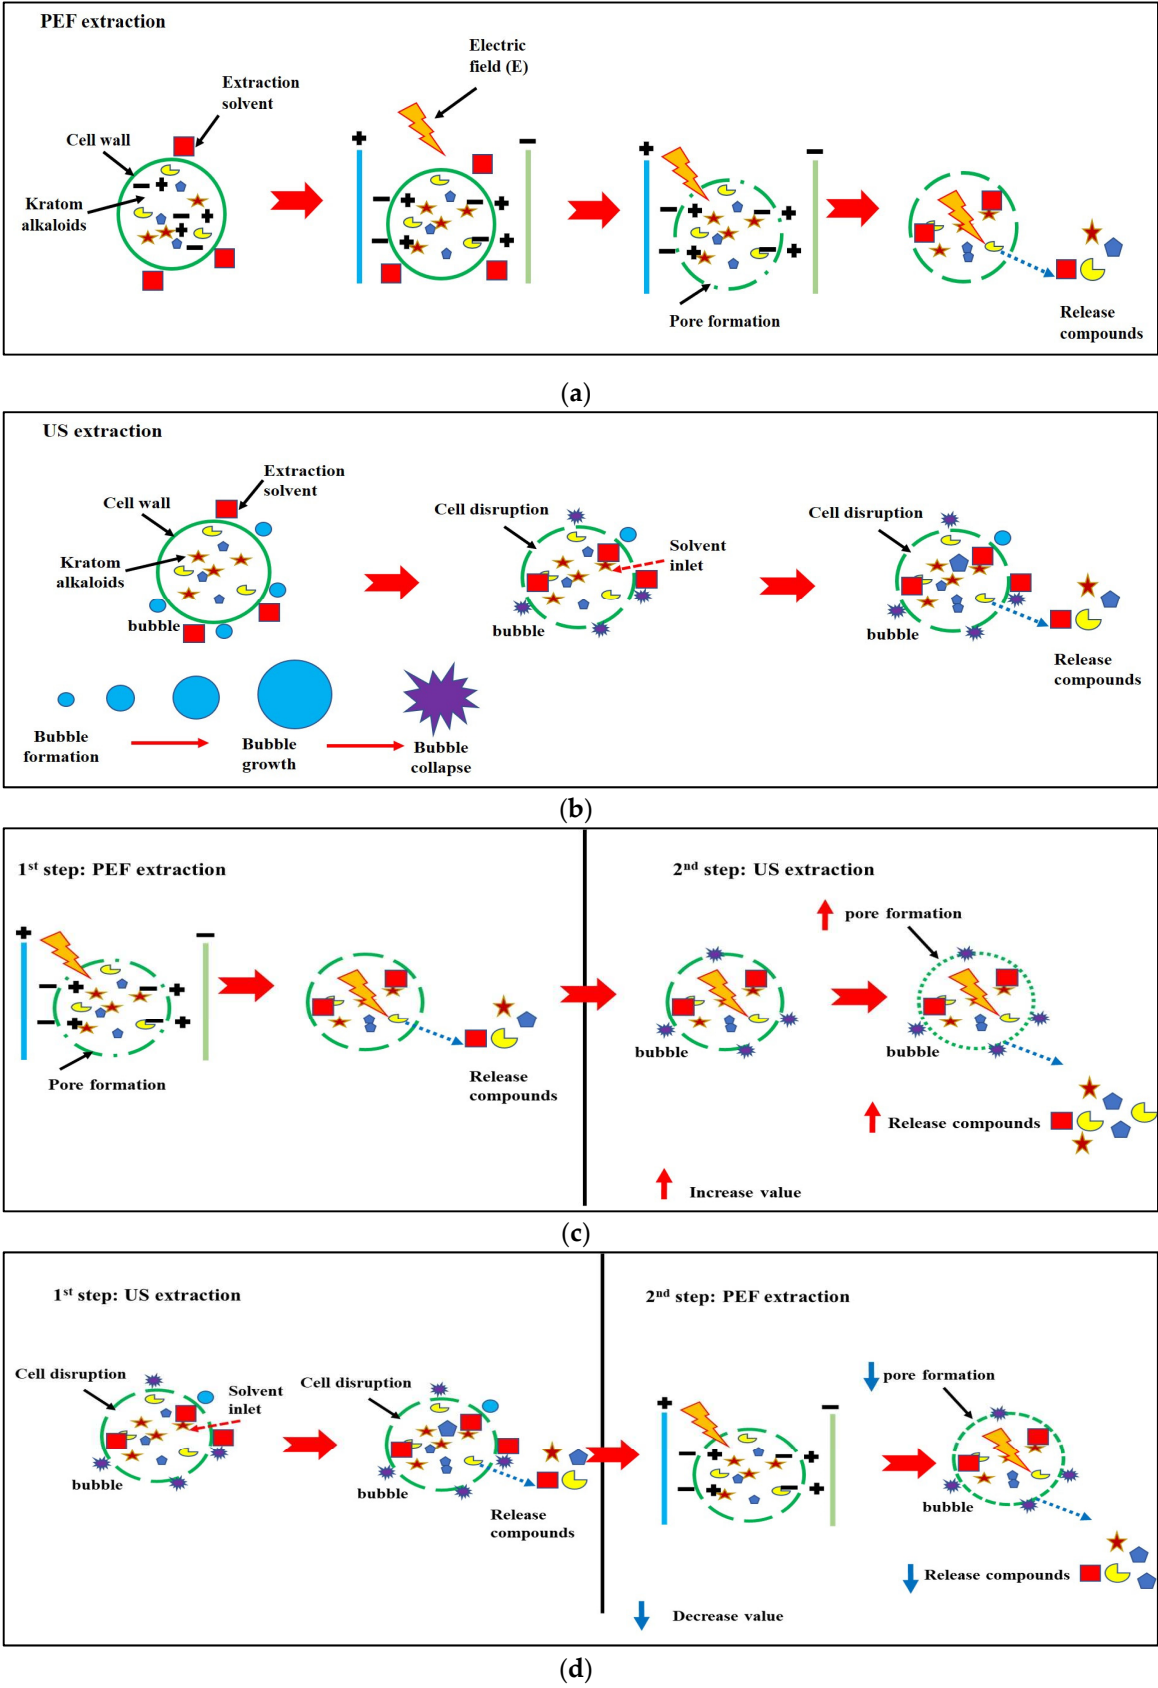 PEF extraction
Electric
field (E)
Extraction
solvent
Cell wall
Kratom
alkaloids
Pore formation
Release
compounds
(a)
US extraction
Extraction
solvent
Cell wall
Kratom
alkaloids
bubble
Cell disruption
Solvent
inlet
bubble
Cell disruption
bubble
Release
compounds
Bubble
formation
Bubble
growth
Bubble
collapse
(b)
1st step: PEF extraction
Pore formation
Release
compounds
2nd step: US extraction
pore formation
bubble
bubble
Release compounds
Increase value
(c)
1st step: US extraction
Cell disruption
Solvent
inlet
bubble
Cell disruption
bubble
Release
compounds
2nd step: PEF extraction
pore formation
bubble
Release compounds
Decrease value
(d)